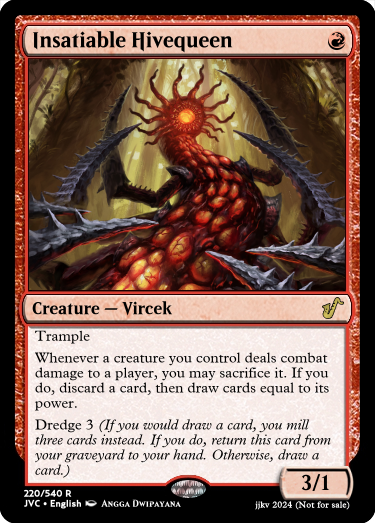 Insatiable Hivequeen
Creature — Vircek
Trample
Whenever a creature you control deals combat
damage to a player, you may sacrifice it. If you
do, discard a card, then draw cards equal to its
power.
Dredge 3 (If you would draw a card, you mill
three cards instead. If you do, return this card from
your graveyard to your hand. Otherwise, draw a
card.)
3/1
220/540 R
JVC • English Angga Dwipayana
jjkv 2024 (Not for sale)